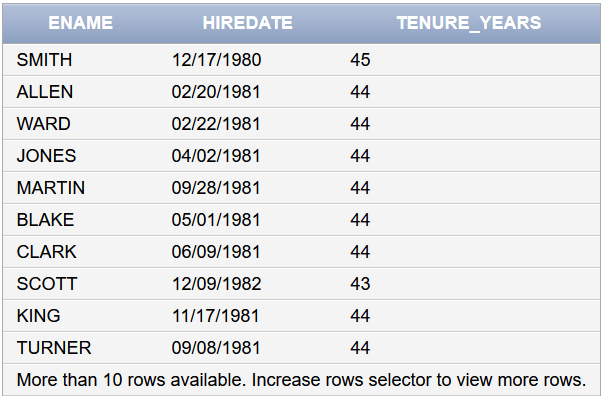 ENAME HIREDATE TENURE_YEARS
SMITH 12/17/1980 45
ALLEN 02/20/1981 44
WARD 02/22/1981 44
JONES 04/02/1981 44
MARTIN 09/28/1981 44
BLAKE 05/01/1981 44
CLARK 06/09/1981 44
SCOTT 12/09/1982 43
KING 11/17/1981 44
TURNER 09/08/1981 44
More than 10 rows available. Increase rows selector to view more rows.